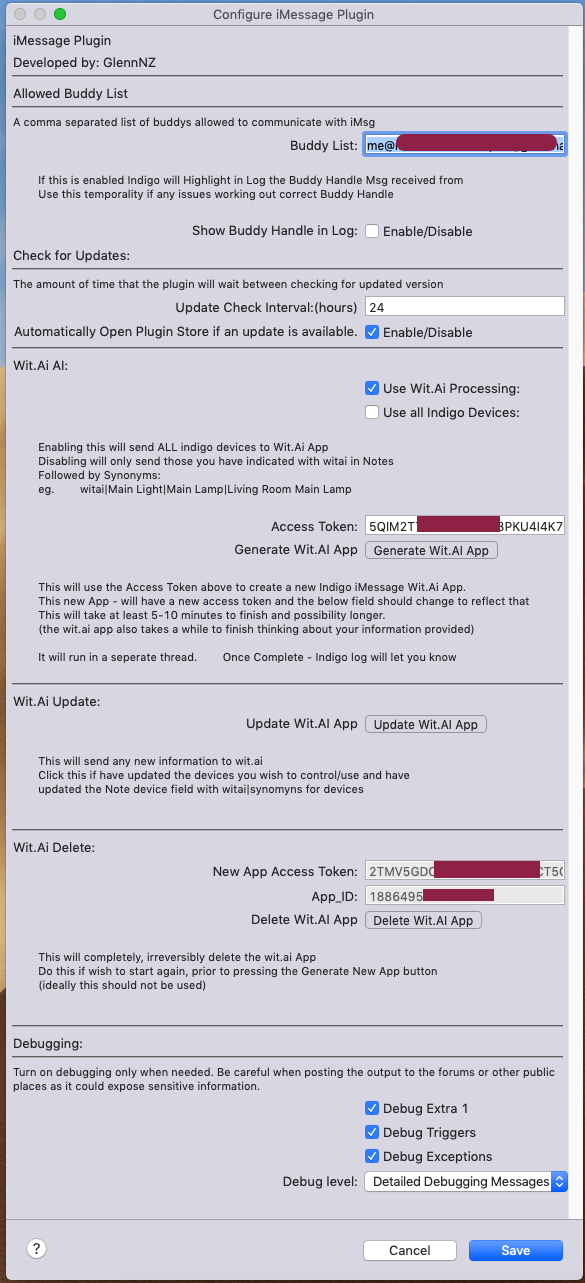 Configure iMessage Plugin
iMessage Plugin
Developed by: GlennNZ
Allowed Buddy List
A comma separated list of buddys allowed to communicate with iMsg
Buddy List: me@
If this is enabled Indigo will Highlight in Log the Buddy Handle Msg received from
Use this temporality if any issues working out correct Buddy Handle
Show Buddy Handle in Log: Enable/Disable
Check for Updates:
The amount of time that the plugin will wait between checking for updated version
Update Check Interval:(hours) 24
Automatically Open Plugin Store if an update is available. Enable/Disable
Wit.Ai AI:
Use Wit.Ai Processing:
Use all Indigo Devices:
Enabling this will send ALL indigo devices to Wit.Ai App
Disabling will only send those you have indicated with witai in Notes
Followed by Synonyms:
eg. witai|Main Light|Main Lamp|Living Room Main Lamp
Access Token: 5QIM2T PKU4I4K7
Generate Wit.AI App Generate Wit.AI App
This will use the Access Token above to create a new Indigo iMessage Wit.Ai App.
This new App - will have a new access token and the below field should change to reflect that
This will take at least 5-10 minutes to finish and possibility longer.
(the wit.ai app also takes a while to finish thinking about your information provided)
It will run in a seperate thread. Once Complete - Indigo log will let you know
Wit.Ai Update:
Update Wit.AI App Update Wit.AI App
This will send any new information to wit.ai
Click this if have updated the devices you wish to control/use and have
updated the Note device field with witai|synomyns for devices
Wit.Ai Delete:
New App Access Token: 2TMV5GD CT5
App_ID: 1886495
Delete Wit.AI App Delete Wit.AI App
This will completely, irreversibly delete the wit.ai App
Do this if wish to start again, prior to pressing the Generate New App button
(ideally this should not be used)
Debugging:
Turn on debugging only when needed. Be careful when posting the output to the forums or other public
places as it could expose sensitive information.
Debug Extra 1
Debug Triggers
Debug Exceptions
Debug level: Detailed Debugging Messages
? Cancel Save